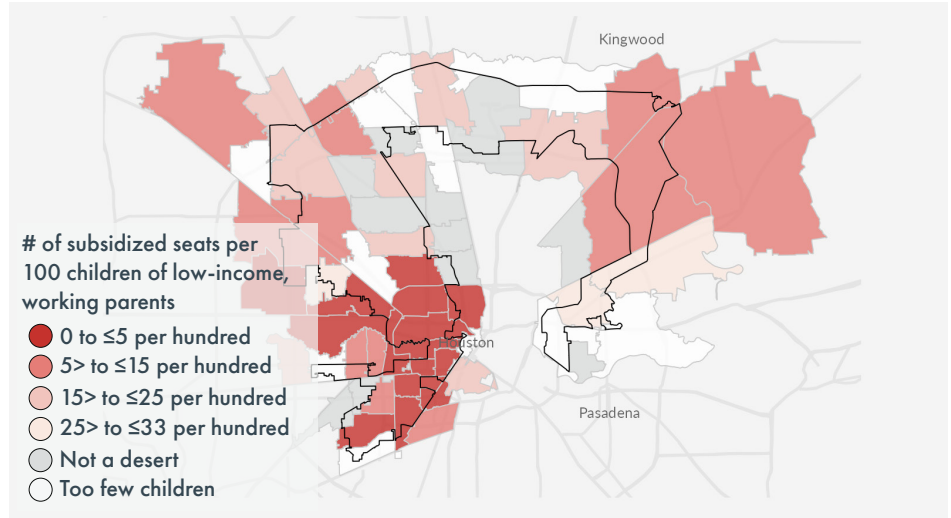 Kingwood
# of subsidized seats per
100 children of low-income,
working parents
0 to ≤5 per hundred
Houston
5> to ≤15 per hundred
15> to ≤25 per hundred
Pasadena
25> to ≤33 per hundred
Not a desert
Too few children